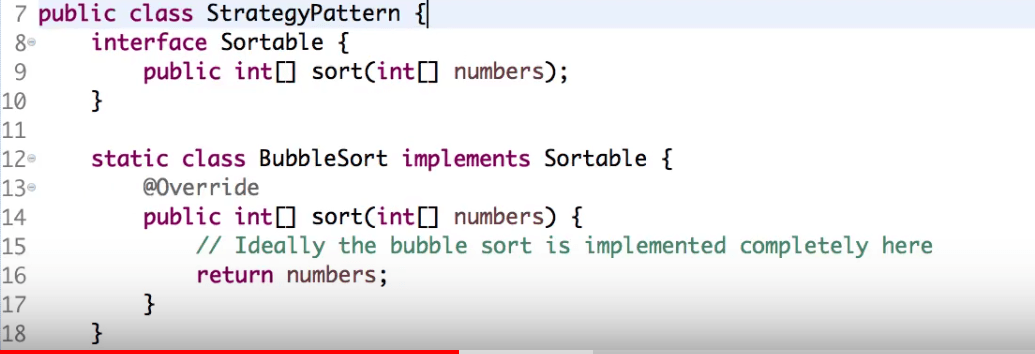 7 public class StrategyPattern {
8 interface Sortable {
9 public int[] sort(int[] numbers);
10 }
11
12 static class BubbleSort implements Sortable {
13 @Override
14 public int[] sort(int[] numbers) {
15 // Ideally the bubble sort is implemented completely here
16 return numbers;
17 }
18 }